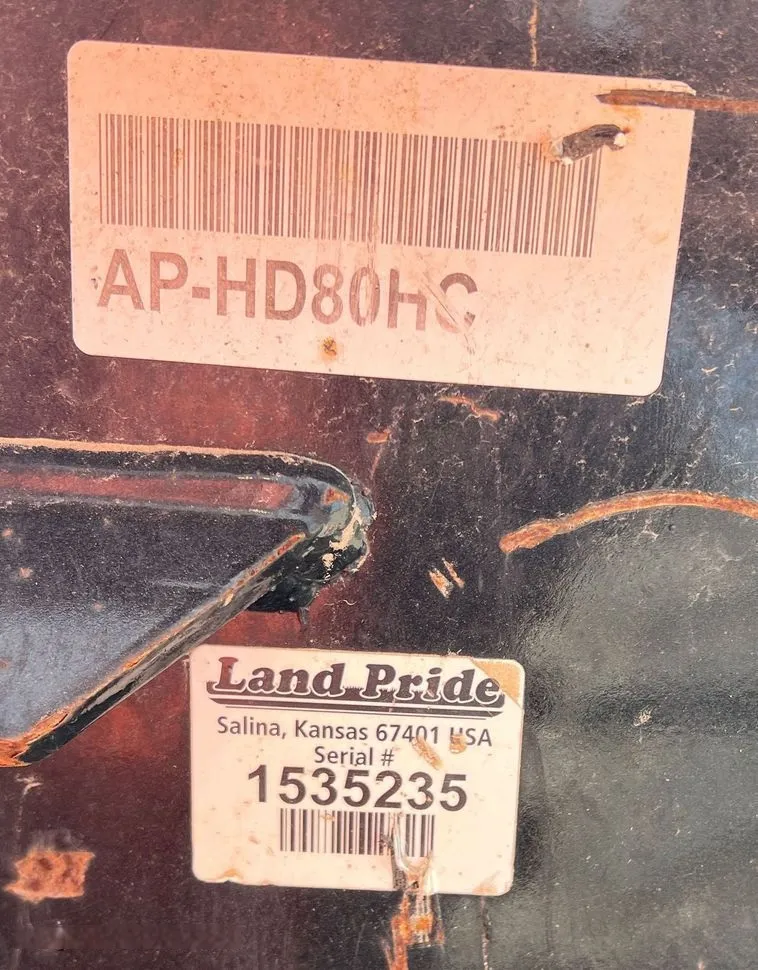 AP-HD80HC
Land Pride
Salina, Kansas 67401 USA
Serial #
1535235